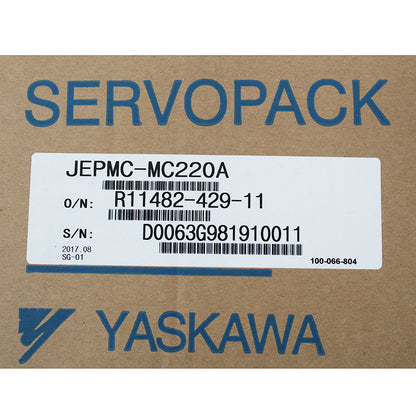 SERVOPACK
JEPMC-MC220A
O/N: R11482-429-11
S/N: D0063G981910011
2017.08
SG-01
100-066-804
YASKAWA